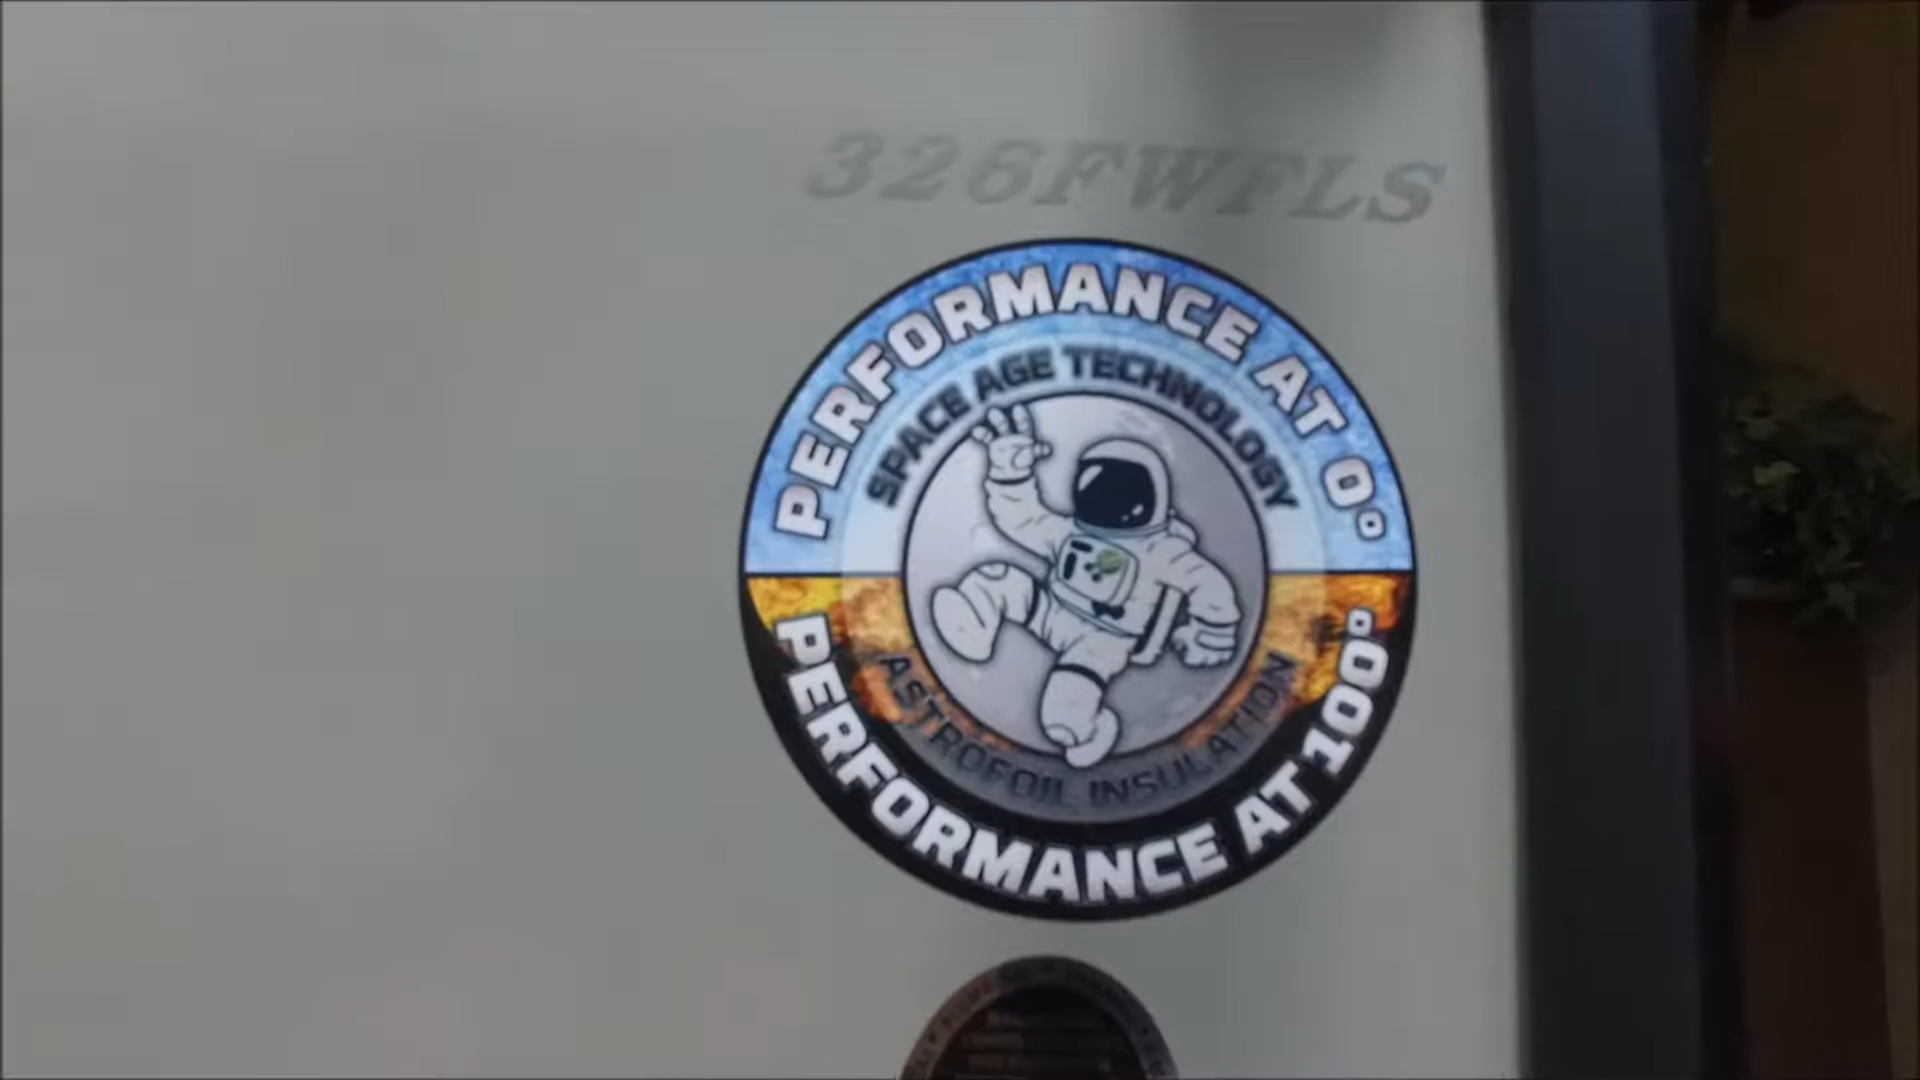 326FWFLS
PERFORMANCE AT 0°
SPACE AGE TECHNOLOGY
ASTROFOIL INSULATION
PERFORMANCE AT 100°